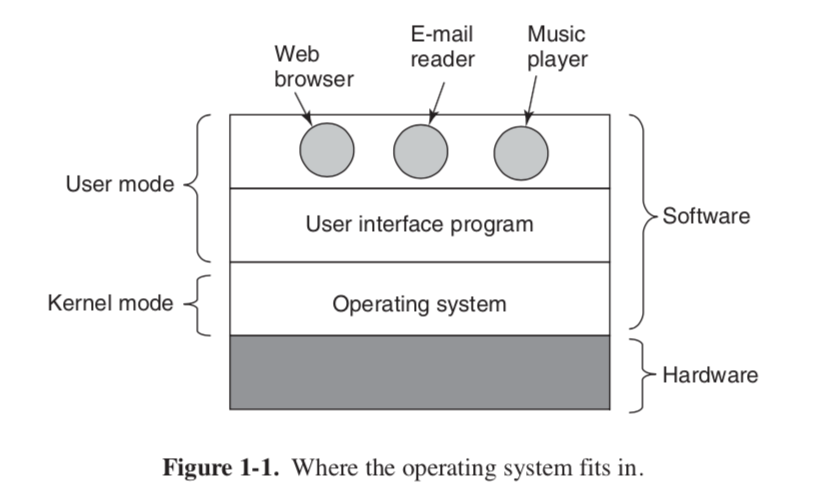 Web
browser
E-mail
reader
Music
player
User mode
User interface program
Software
Kernel mode
Operating system
Hardware
Figure 1-1. Where the operating system fits in.